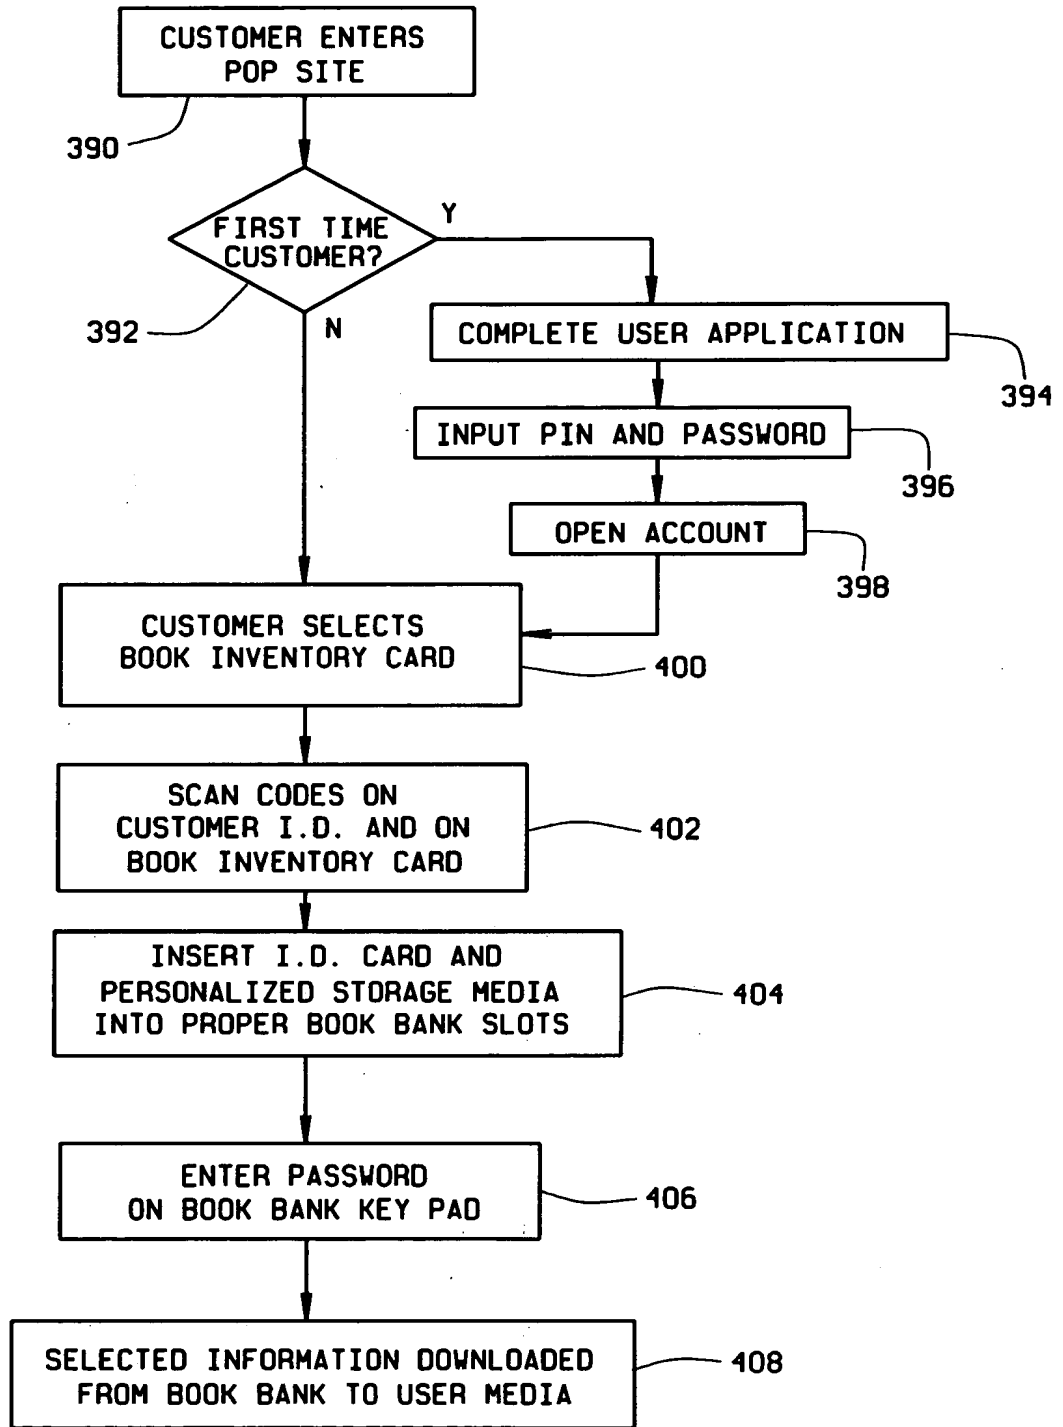 CUSTOMER ENTERS
POP SITE
390
FIRST TIME
CUSTOMER?
Y
392
N
COMPLETE USER APPLICATION
394
INPUT PIN AND PASSWORD
396
OPEN ACCOUNT
398
CUSTOMER SELECTS
BOOK INVENTORY CARD
400
SCAN CODES ON
CUSTOMER I.D. AND ON
BOOK INVENTORY CARD
402
INSERT I.D. CARD AND
PERSONALIZED STORAGE MEDIA
INTO PROPER BOOK BANK SLOTS
404
ENTER PASSWORD
ON BOOK BANK KEY PAD
406
SELECTED INFORMATION DOWNLOADED
FROM BOOK BANK TO USER MEDIA
408